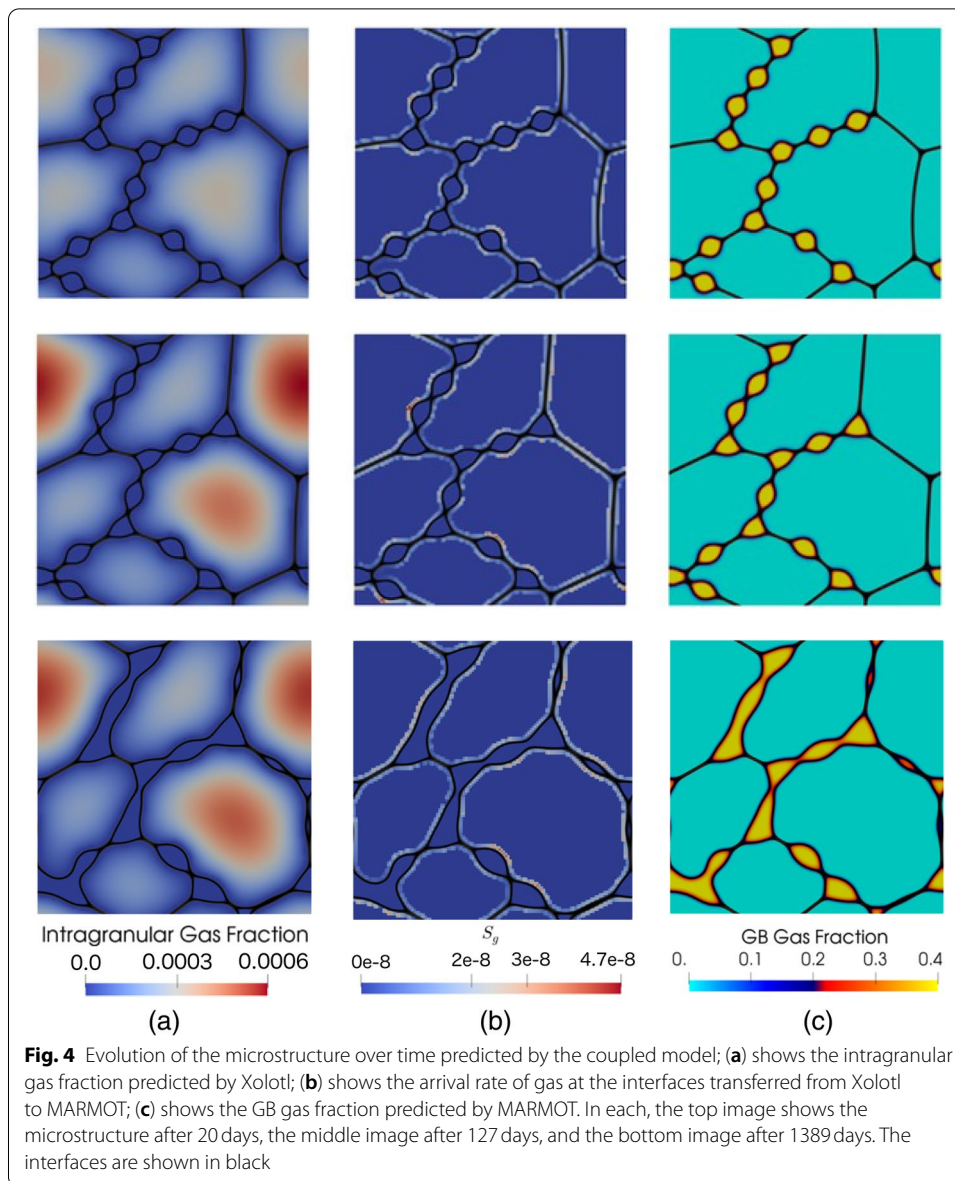 Intragranular Gas Fraction
0.0 0.0003 0.0006
(a)
S_g
0e-8 2e-8 3e-8 4.7e-8
(b)
GB Gas Fraction
0. 0.1 0.2 0.3 0.4
(c)
Fig. 4 Evolution of the microstructure over time predicted by the coupled model; (a) shows the intragranular
gas fraction predicted by Xolotl; (b) shows the arrival rate of gas at the interfaces transferred from Xolotl
to MARMOT; (c) shows the GB gas fraction predicted by MARMOT. In each, the top image shows the
microstructure after 20 days, the middle image after 127 days, and the bottom image after 1389 days. The
interfaces are shown in black